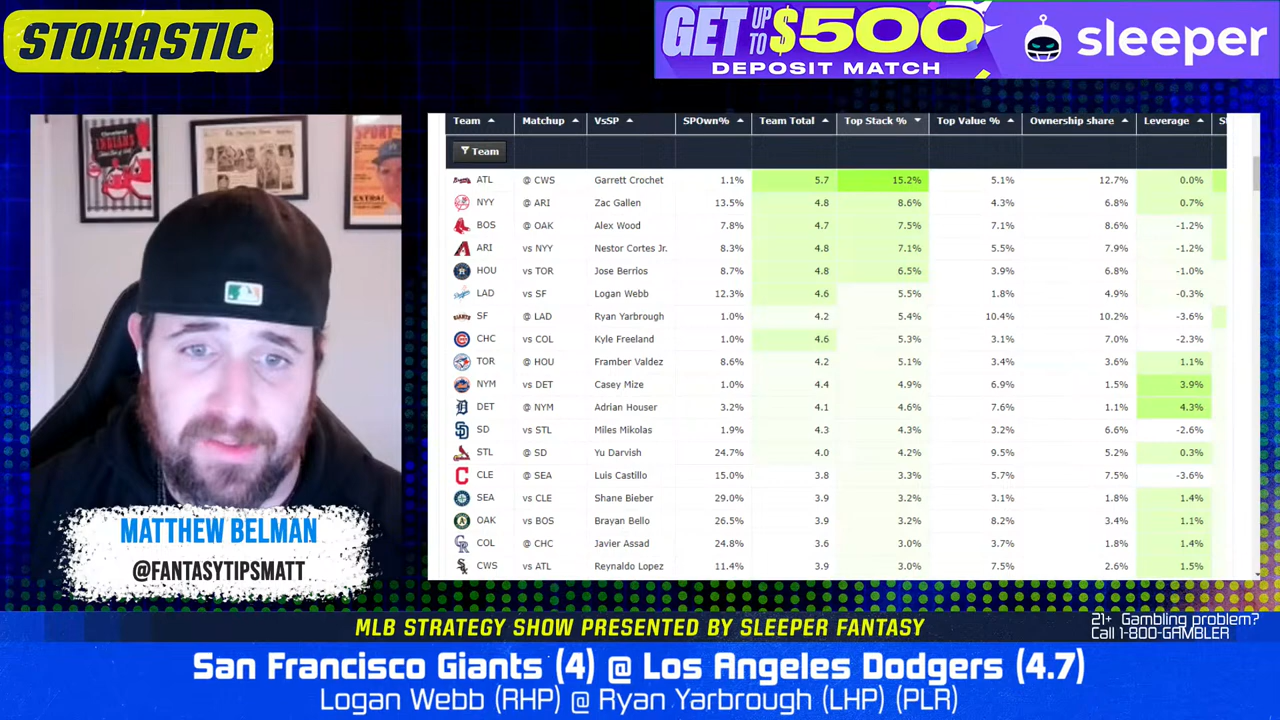 STOKASTIC
GET UP TO $500
DEPOSIT MATCH
sleeper
Team Matchup VsSP SPOwn% Team Total Top Stack % Top Value % Ownership share Leverage
Team
ATL @ CWS Garrett Crochet 1.1% 5.7 15.2% 5.1% 12.7% 0.0%
NYY @ ARI Zac Gallen 13.5% 4.8 8.6% 4.3% 6.8% 0.7%
BOS @ OAK Alex Wood 7.8% 4.7 7.5% 7.1% 8.6% -1.2%
ARI vs NYY Nestor Cortes Jr. 8.3% 4.8 7.1% 5.5% 7.9% -1.2%
HOU vs TOR Jose Berrios 8.7% 4.8 6.5% 3.9% 6.8% -1.0%
LAD vs SF Logan Webb 12.3% 4.6 5.5% 1.8% 4.9% -0.3%
SF @ LAD Ryan Yarbrough 1.0% 4.2 5.4% 10.4% 10.2% -3.6%
CHC vs COL Kyle Freeland 1.0% 4.6 5.3% 3.1% 7.0% -2.3%
TOR @ HOU Framber Valdez 8.6% 4.2 5.1% 3.4% 3.6% 1.1%
NYM vs DET Casey Mize 1.0% 4.4 4.9% 6.9% 1.5% 3.9%
DET @ NYM Adrian Houser 3.2% 4.1 4.6% 7.6% 1.1% 4.3%
SD vs STL Miles Mikolas 1.9% 4.3 4.3% 3.2% 6.6% -2.6%
STL @ SD Yu Darvish 24.7% 4.0 4.2% 9.5% 5.2% 0.3%
CLE @ SEA Luis Castillo 15.0% 3.8 3.3% 5.7% 7.5% -3.6%
SEA vs CLE Shane Bieber 29.0% 3.9 3.2% 3.1% 1.8% 1.4%
OAK vs BOS Brayan Bello 26.5% 3.9 3.2% 8.2% 3.4% 1.1%
COL @ CHC Javier Assad 24.8% 3.6 3.0% 3.7% 1.8% 1.4%
CWS vs ATL Reynaldo Lopez 11.4% 3.9 3.0% 7.5% 2.6% 1.5%
MATTHEW BELMAN
@FANTASYTIPSMATT
MLB STRATEGY SHOW PRESENTED BY SLEEPER FANTASY
21+ Gambling problem?
Call 1-800-GAMBLER
San Francisco Giants (4) @ Los Angeles Dodgers (4.7)
Logan Webb (RHP) @ Ryan Yarbrough (LHP) (PLR)